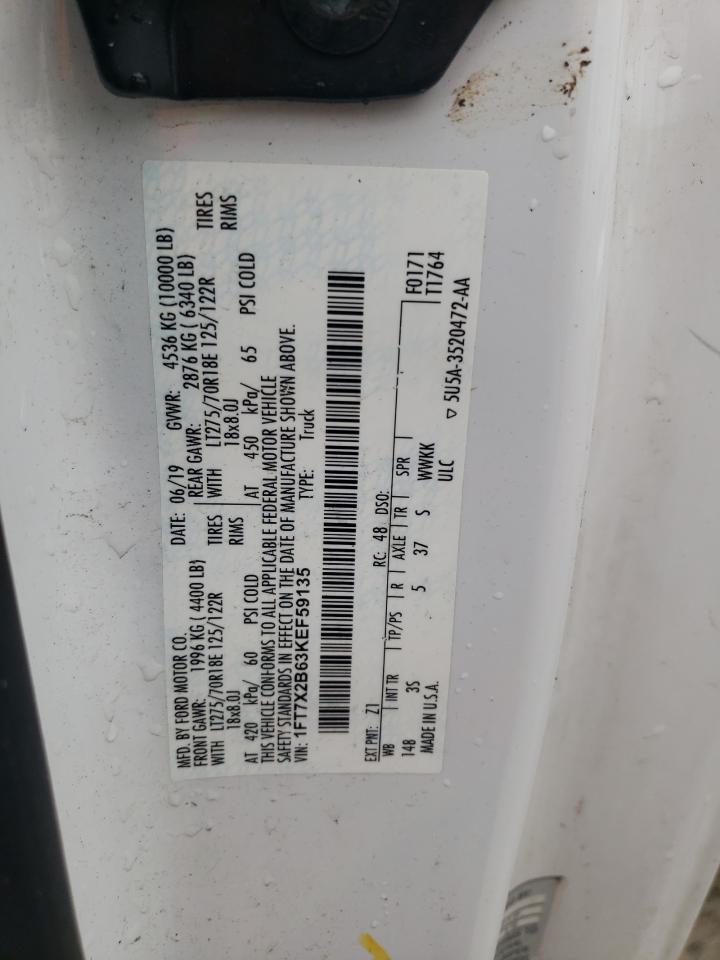 MFD. BY FORD MOTOR CO.
DATE: 06/19 GVWR: 4536 KG (10000 LB)
FRONT GAWR: 1996 KG ( 4400 LB) REAR GAWR: 2876 KG ( 6340 LB)
WITH LT275/70R18E 125/122R TIRES WITH LT275/70R18E 125/122R TIRES
18x8.0J RIMS 18x8.0J RIMS
AT 420 kPa/ 60 PSI COLD AT 450 kPa/ 65 PSI COLD
THIS VEHICLE CONFORMS TO ALL APPLICABLE FEDERAL MOTOR VEHICLE
SAFETY STANDARDS IN EFFECT ON THE DATE OF MANUFACTURE SHOWN ABOVE.
VIN: 1FT7X2B63KEF59135 TYPE: Truck
EXT PNT: Z1 RC: 48 DSO:
WB INT TR TP/PS R AXLE TR SPR F0171
148 3S 5 37 S WWKK T1764
MADE IN U.S.A. ULC ▽ 5U5A-3520472-AA